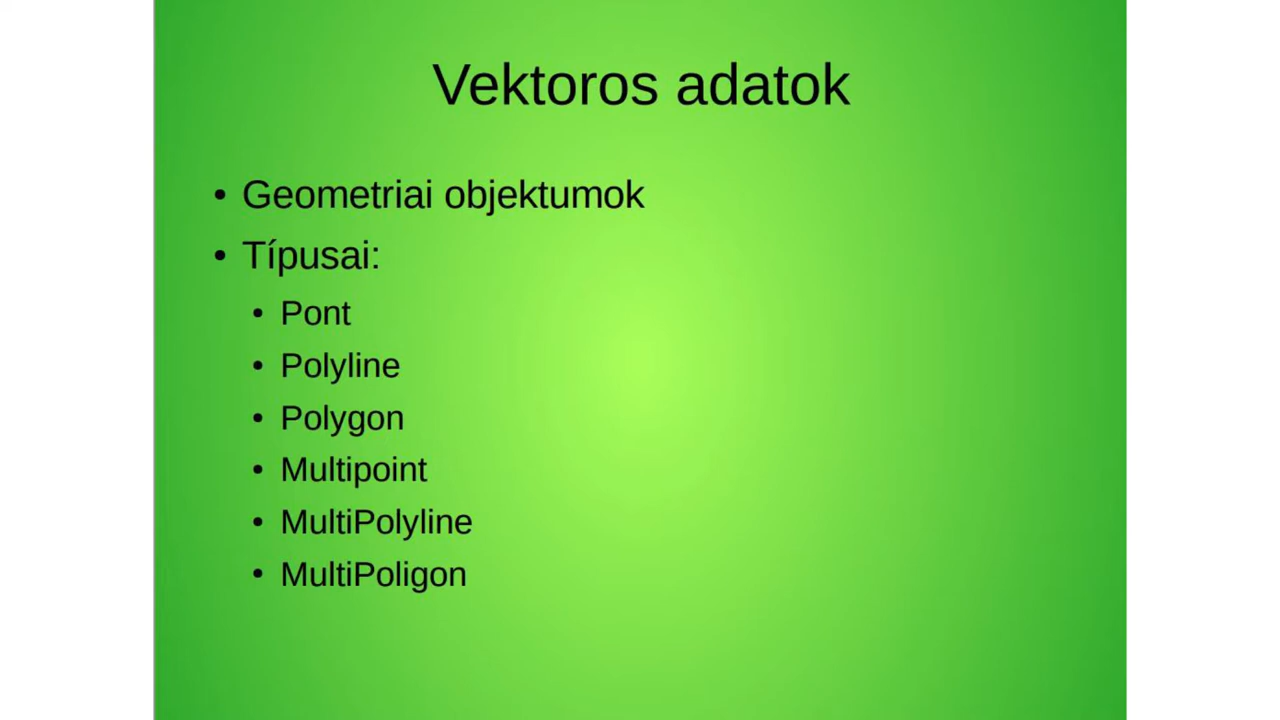 Vektoros adatok
• Geometriai objektumok
• Típusai:
• Pont
• Polyline
• Polygon
• Multipoint
• MultiPolyline
• MultiPoligon